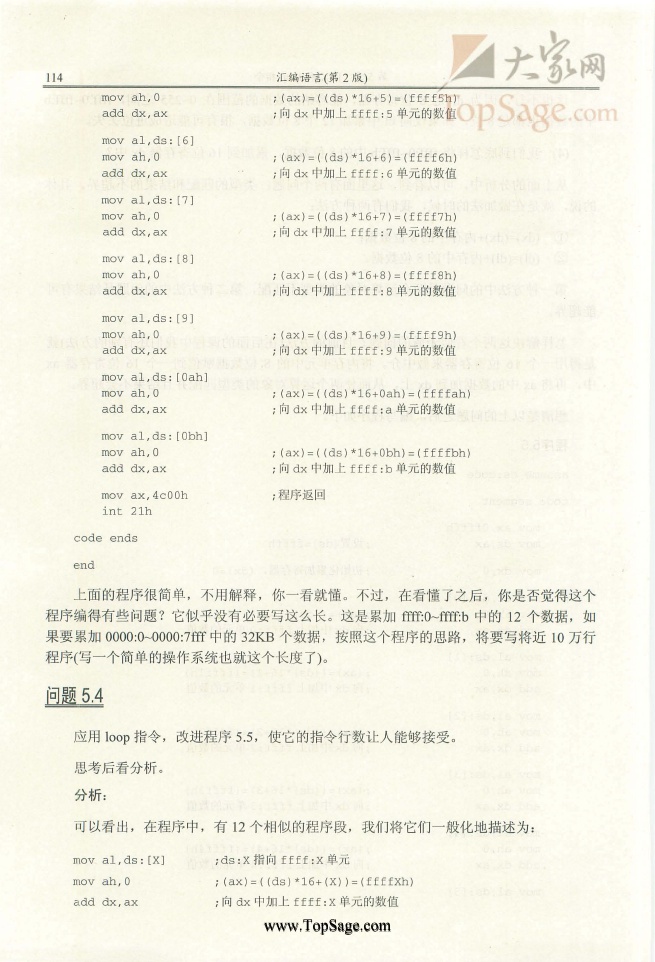 114 汇编语言(第 2 版)
大家网
TopSage.com
mov ah,0 ;(ax)=((ds)*16+5)=(ffff5h)
add dx,ax ;向 dx 中加上 ffff:5 单元的数值
mov al,ds:[6]
mov ah,0 ;(ax)=((ds)*16+6)=(ffff6h)
add dx,ax ;向 dx 中加上 ffff:6 单元的数值
mov al,ds:[7]
mov ah,0 ;(ax)=((ds)*16+7)=(ffff7h)
add dx,ax ;向 dx 中加上 ffff:7 单元的数值
mov al,ds:[8]
mov ah,0 ;(ax)=((ds)*16+8)=(ffff8h)
add dx,ax ;向 dx 中加上 ffff:8 单元的数值
mov al,ds:[9]
mov ah,0 ;(ax)=((ds)*16+9)=(ffff9h)
add dx,ax ;向 dx 中加上 ffff:9 单元的数值
mov al,ds:[0ah]
mov ah,0 ;(ax)=((ds)*16+0ah)=(ffffah)
add dx,ax ;向 dx 中加上 ffff:a 单元的数值
mov al,ds:[0bh]
mov ah,0 ;(ax)=((ds)*16+0bh)=(ffffbh)
add dx,ax ;向 dx 中加上 ffff:b 单元的数值
mov ax,4c00h ;程序返回
int 21h
code ends
end
上面的程序很简单，不用解释，你一看就懂。不过，在看懂了之后，你是否觉得这个
程序编得有些问题？它似乎没有必要写这么长。这是累加 ffff:0~ffff:b 中的 12 个数据，如
果要累加 0000:0~0000:7fff 中的 32KB 个数据，按照这个程序的思路，将要写将近 10 万行
程序(写一个简单的操作系统也就这个长度了)。
问题 5.4
应用 loop 指令，改进程序 5.5，使它的指令行数让人能够接受。
思考后看分析。
分析：
可以看出，在程序中，有 12 个相似的程序段，我们将它们一般化地描述为：
mov al,ds:[X] ;ds:X 指向 ffff:X 单元
mov ah,0 ;(ax)=((ds)*16+(X))=(ffffXh)
add dx,ax ;向 dx 中加上 ffff:X 单元的数值
www.TopSage.com